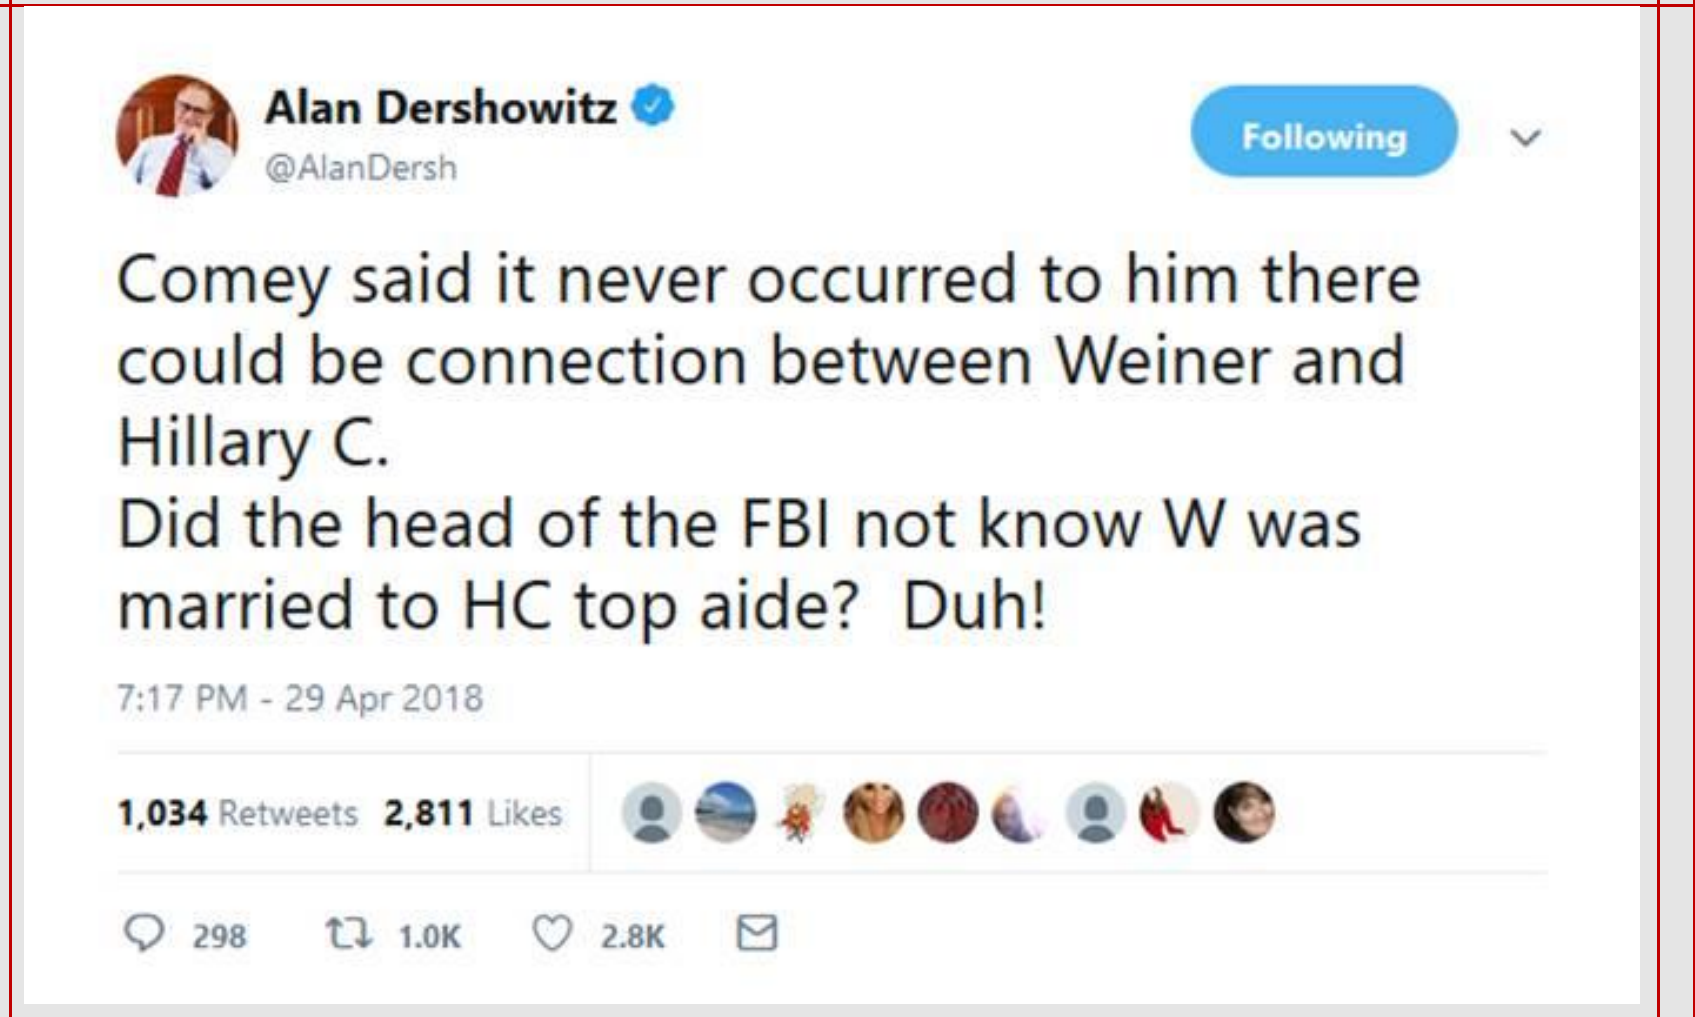 Alan Dershowitz
@AlanDersh
Following
Comey said it never occurred to him there
could be connection between Weiner and
Hillary C.
Did the head of the FBI not know W was
married to HC top aide?  Duh!
7:17 PM - 29 Apr 2018
1,034 Retweets 2,811 Likes
298 1.0K 2.8K